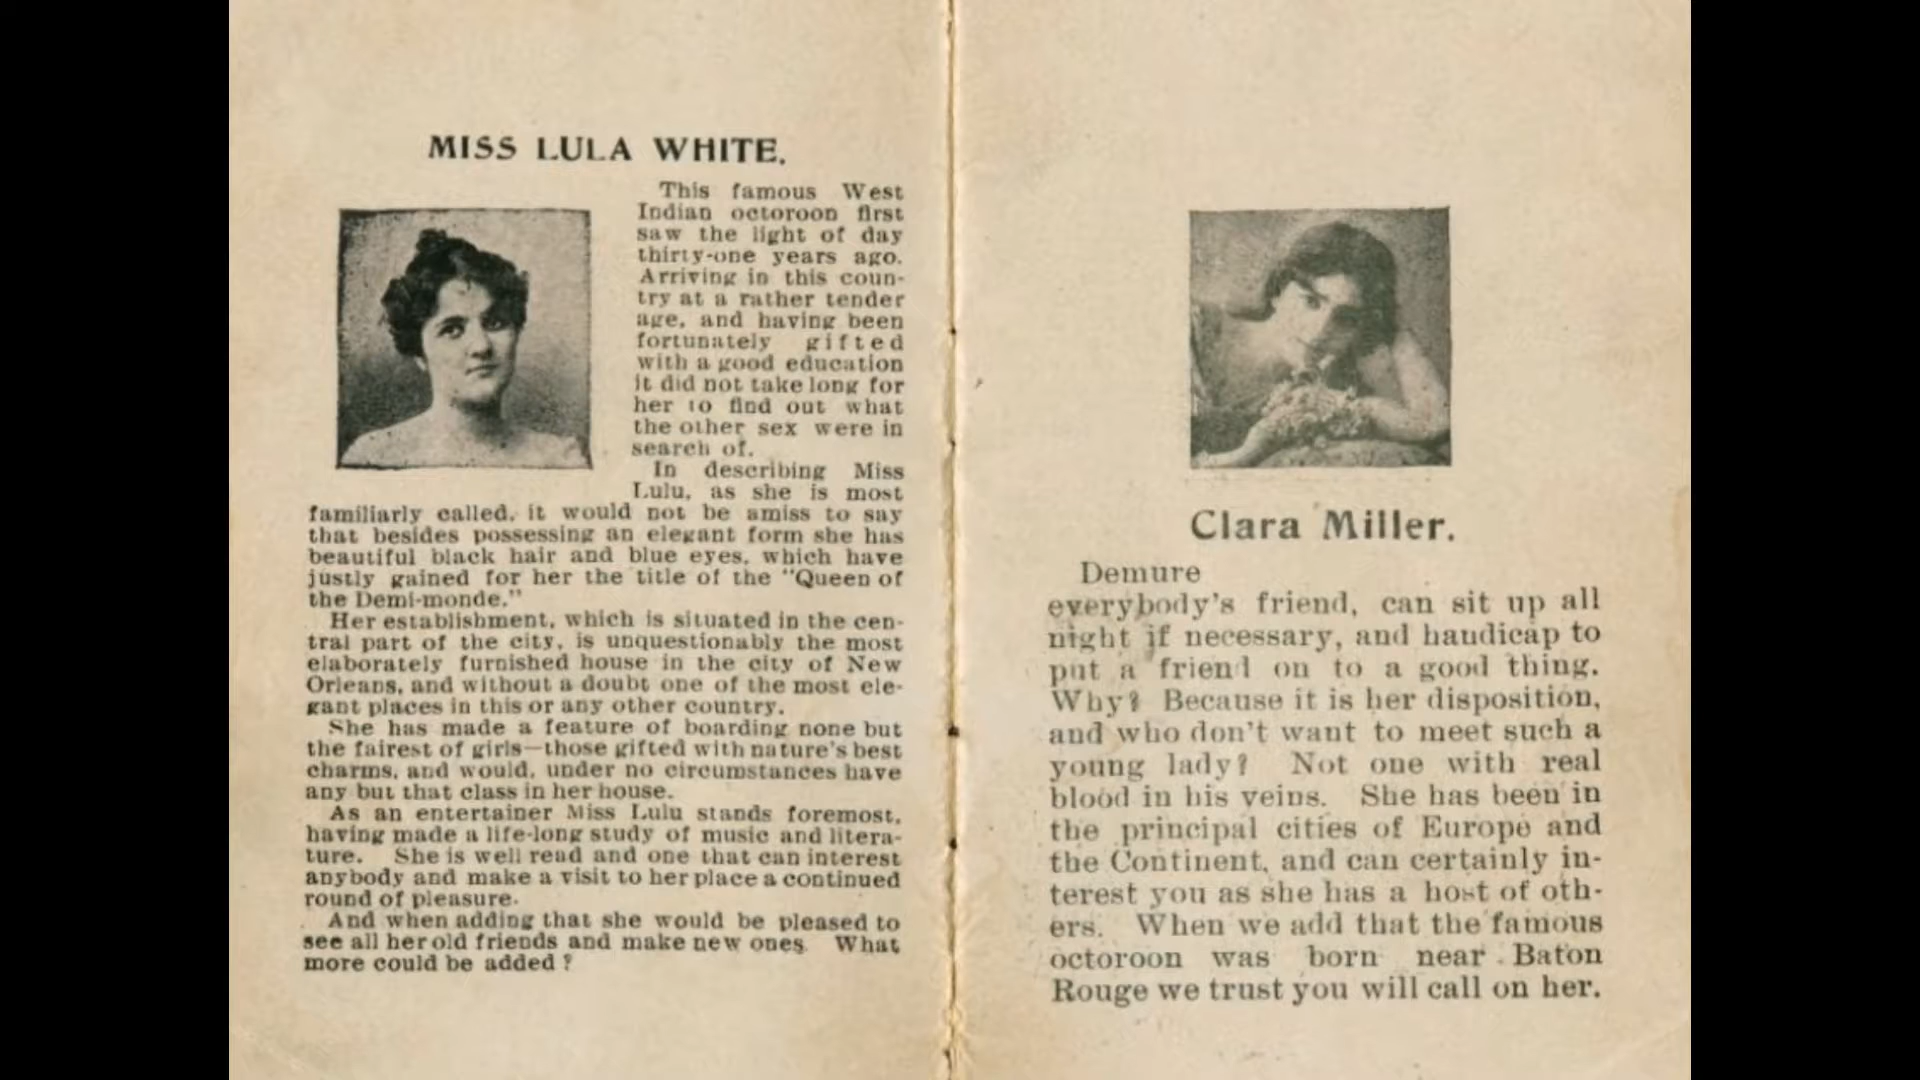 MISS LULA WHITE.
This famous West
Indian octoroon first
saw the light of day
thirty-one years ago.
Arriving in this coun-
try at a rather tender
age, and having been
fortunately gifted
with a good education
it did not take long for
her to find out what
the other sex were in
search of.
In describing Miss
Lulu, as she is most
familiarly called, it would not be amiss to say
that besides possessing an elegant form she has
beautiful black hair and blue eyes, which have
justly gained for her the title of the "Queen of
the Demi-monde."
Her establishment, which is situated in the cen-
tral part of the city, is unquestionably the most
elaborately furnished house in the city of New
Orleans, and without a doubt one of the most ele-
gant places in this or any other country.
She has made a feature of boarding none but
the fairest of girls—those gifted with nature's best
charms, and would, under no circumstances have
any but that class in her house.
As an entertainer Miss Lulu stands foremost,
having made a life-long study of music and litera-
ture. She is well read and one that can interest
anybody and make a visit to her place a continued
round of pleasure.
And when adding that she would be pleased to
see all her old friends and make new ones. What
more could be added?
Clara Miller.
Demure
everybody's friend, can sit up all
night if necessary, and handicap to
put a friend on to a good thing.
Why? Because it is her disposition,
and who don't want to meet such a
young lady? Not one with real
blood in his veins. She has been in
the principal cities of Europe and
the Continent, and can certainly in-
terest you as she has a host of oth-
ers. When we add that the famous
octoroon was born near Baton
Rouge we trust you will call on her.